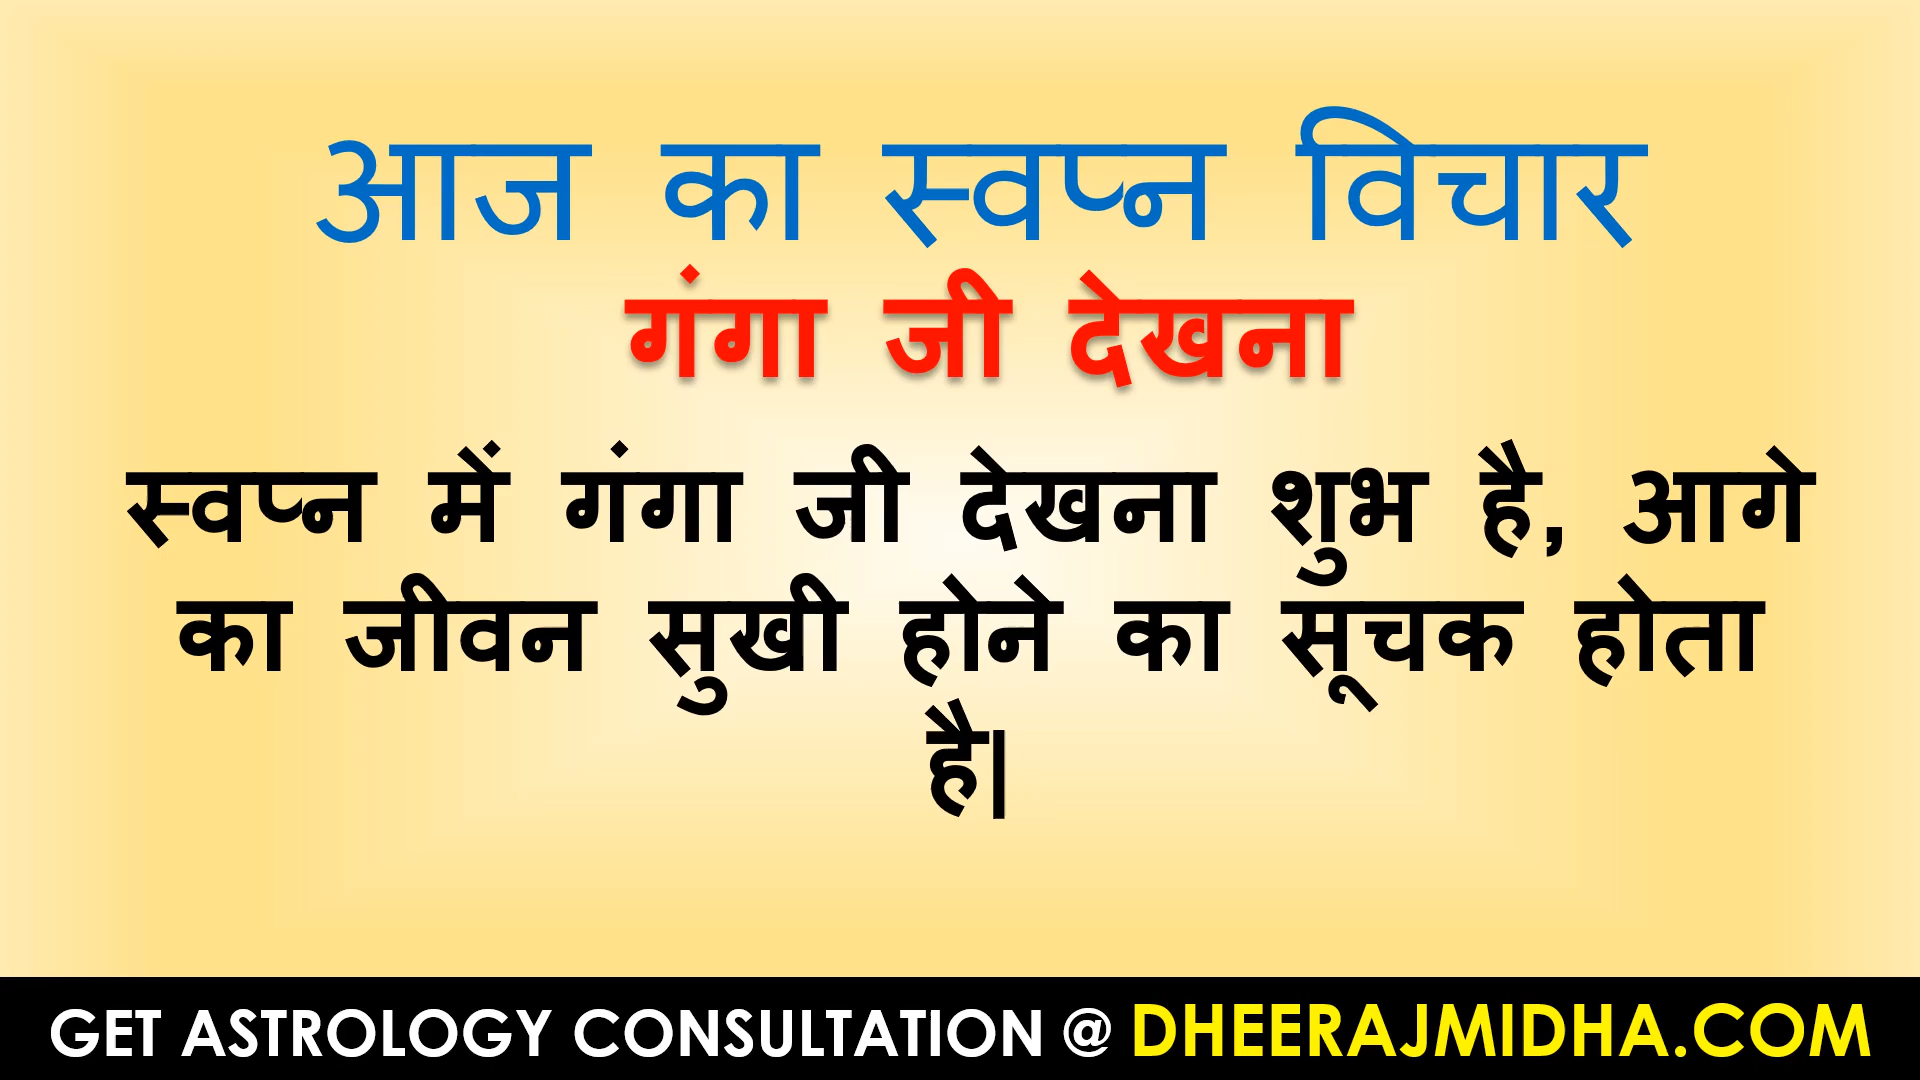 आज का स्वप्न विचार
गंगा जी देखना
स्वप्न में गंगा जी देखना शुभ है, आगे
का जीवन सुखी होने का सूचक होता
है|
GET ASTROLOGY CONSULTATION @ DHEERAJMIDHA.COM